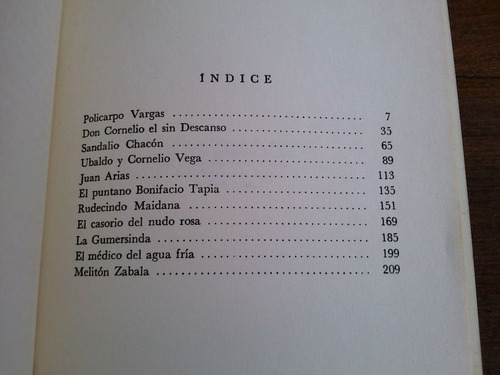 ÍNDICE
Policarpo Vargas . . . . . . . . . . . . . . . . . . . . . . . . . . . . 7
Don Cornelio el sin Descanso . . . . . . . . . . . . . . . . . . . . 35
Sandalio Chacón . . . . . . . . . . . . . . . . . . . . . . . . . . . . 65
Ubaldo y Cornelio Vega . . . . . . . . . . . . . . . . . . . . . . . 89
Juan Arias . . . . . . . . . . . . . . . . . . . . . . . . . . . . . . . 113
El puntano Bonifacio Tapia . . . . . . . . . . . . . . . . . . . . . 135
Rudecindo Maidana . . . . . . . . . . . . . . . . . . . . . . . . . . 151
El casorio del nudo rosa . . . . . . . . . . . . . . . . . . . . . . . 169
La Gumersinda . . . . . . . . . . . . . . . . . . . . . . . . . . . . . 185
El médico del agua fría . . . . . . . . . . . . . . . . . . . . . . . 199
Melitón Zabala . . . . . . . . . . . . . . . . . . . . . . . . . . . . . 209